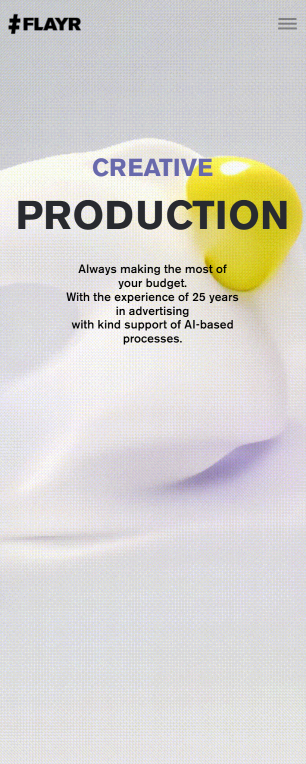 FLAYR
CREATIVE
PRODUCTION
Always making the most of
your budget.
With the experience of 25 years
in advertising
with kind support of AI-based
processes.